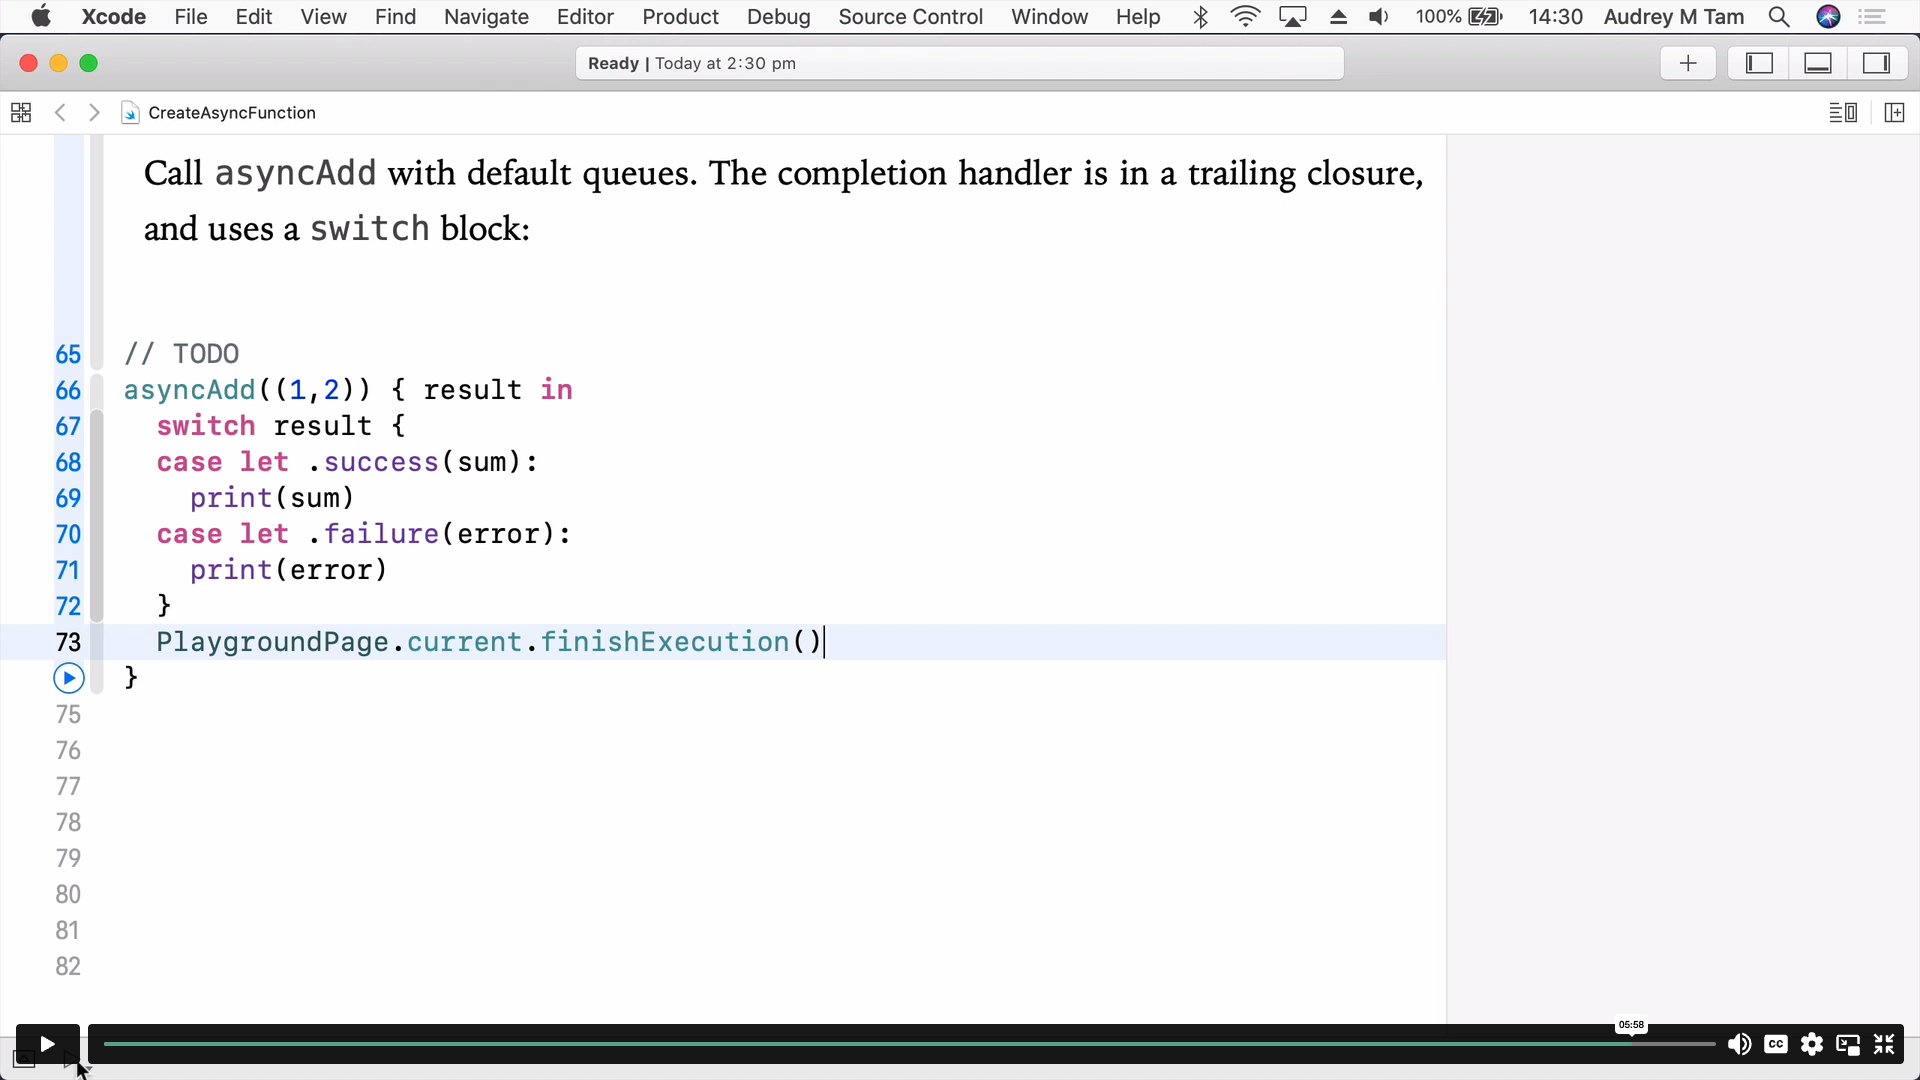 Xcode File Edit View Find Navigate Editor Product Debug Source Control Window Help 100% 14:30 Audrey M Tam
Ready | Today at 2:30 pm
CreateAsyncFunction
Call asyncAdd with default queues. The completion handler is in a trailing closure,
and uses a switch block:
65 // TODO
66 asyncAdd((1,2)) { result in
67 switch result {
68 case let .success(sum):
69 print(sum)
70 case let .failure(error):
71 print(error)
72 }
73 PlaygroundPage.current.finishExecution()
}
75
76
77
78
79
80
81
82
05:58
CC